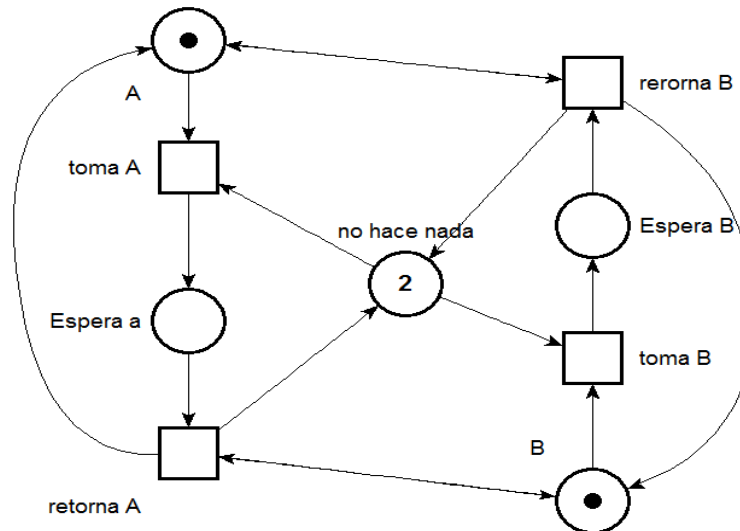 A
rerorna B
toma A
no hace nada
Espera B
2
Espera a
toma B
B
retorna A